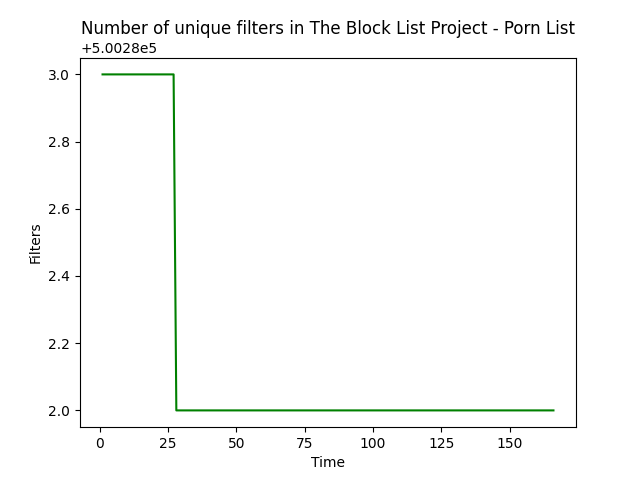 Number of unique filters in The Block List Project - Porn List
+5.0028e5
3.0
2.8
2.6
2.4
2.2
2.0
Filters
0 25 50 75 100 125 150
Time